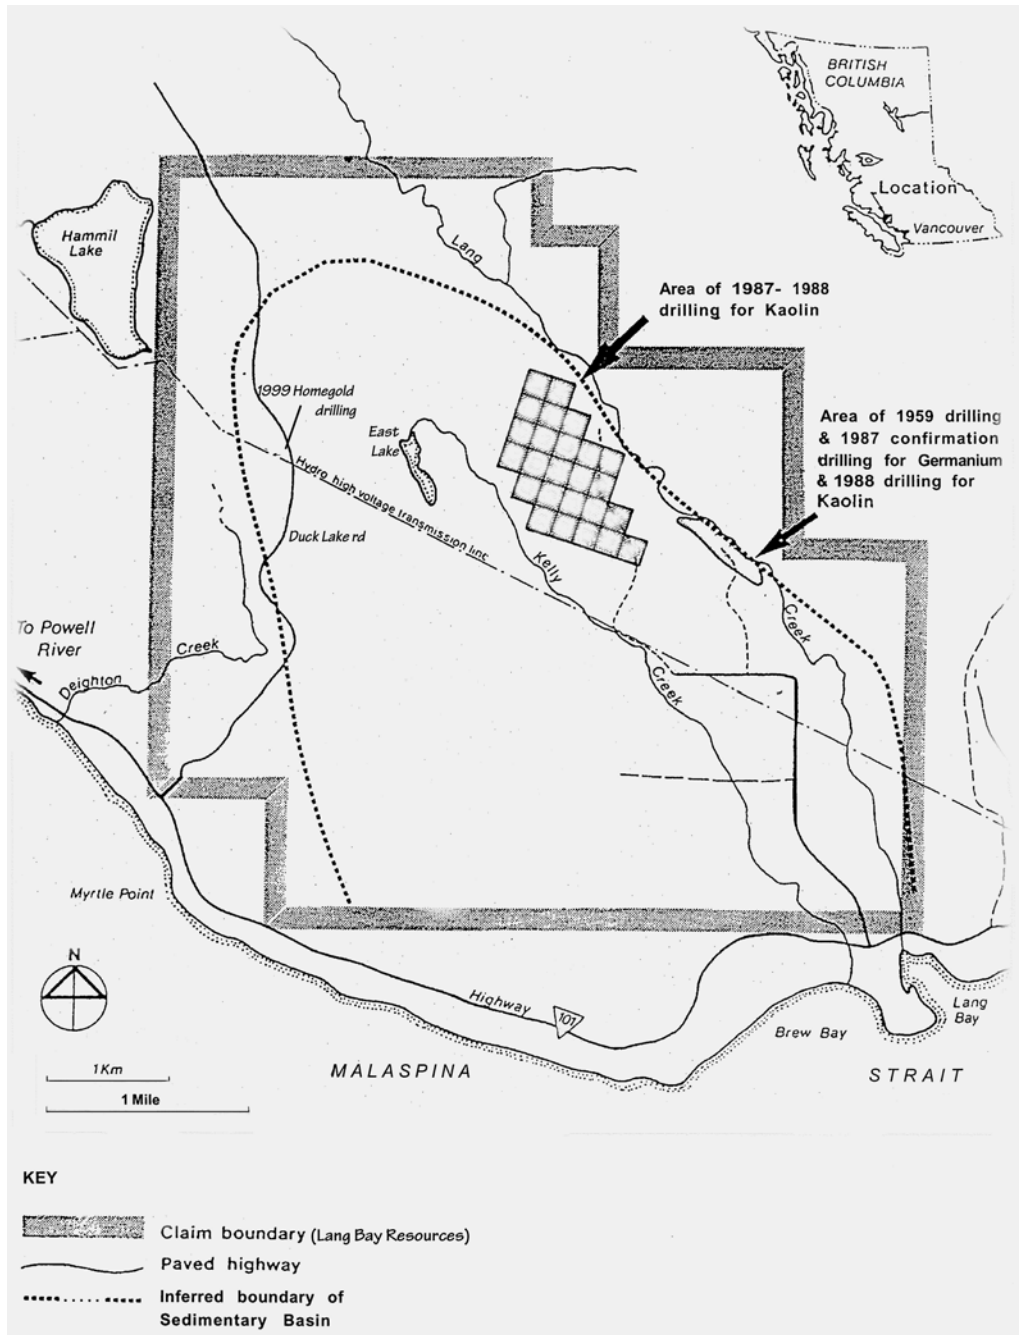 BRITISH
COLUMBIA
Location
Vancouver
Hammil
Lake
Lang
Area of 1987- 1988
drilling for Kaolin
1999 Homegold
drilling
East
Lake
Area of 1959 drilling
& 1987 confirmation
drilling for Germanium
& 1988 drilling for
Kaolin
Hydro high voltage transmission linc
Duck Lake rd
Kelly
Creek
To Powell
River
Deighton
Creek
Creek
Myrtle Point
N
Highway
101
Lang
Bay
Brew Bay
MALASPINA
STRAIT
1Km
1 Mile
KEY
Claim boundary (Lang Bay Resources)
Paved highway
Inferred boundary of
Sedimentary Basin